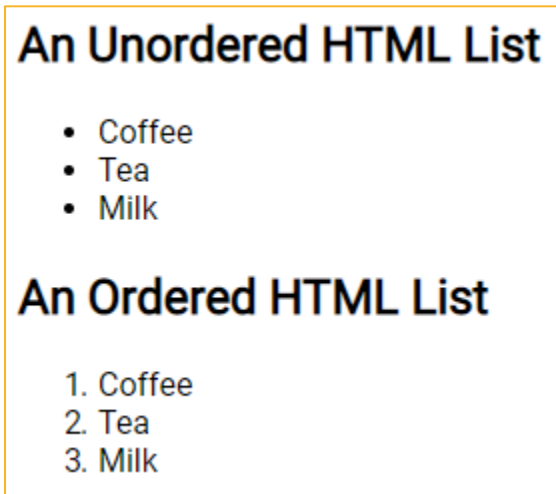 An Unordered HTML List
• Coffee
• Tea
• Milk
An Ordered HTML List
1. Coffee
2. Tea
3. Milk